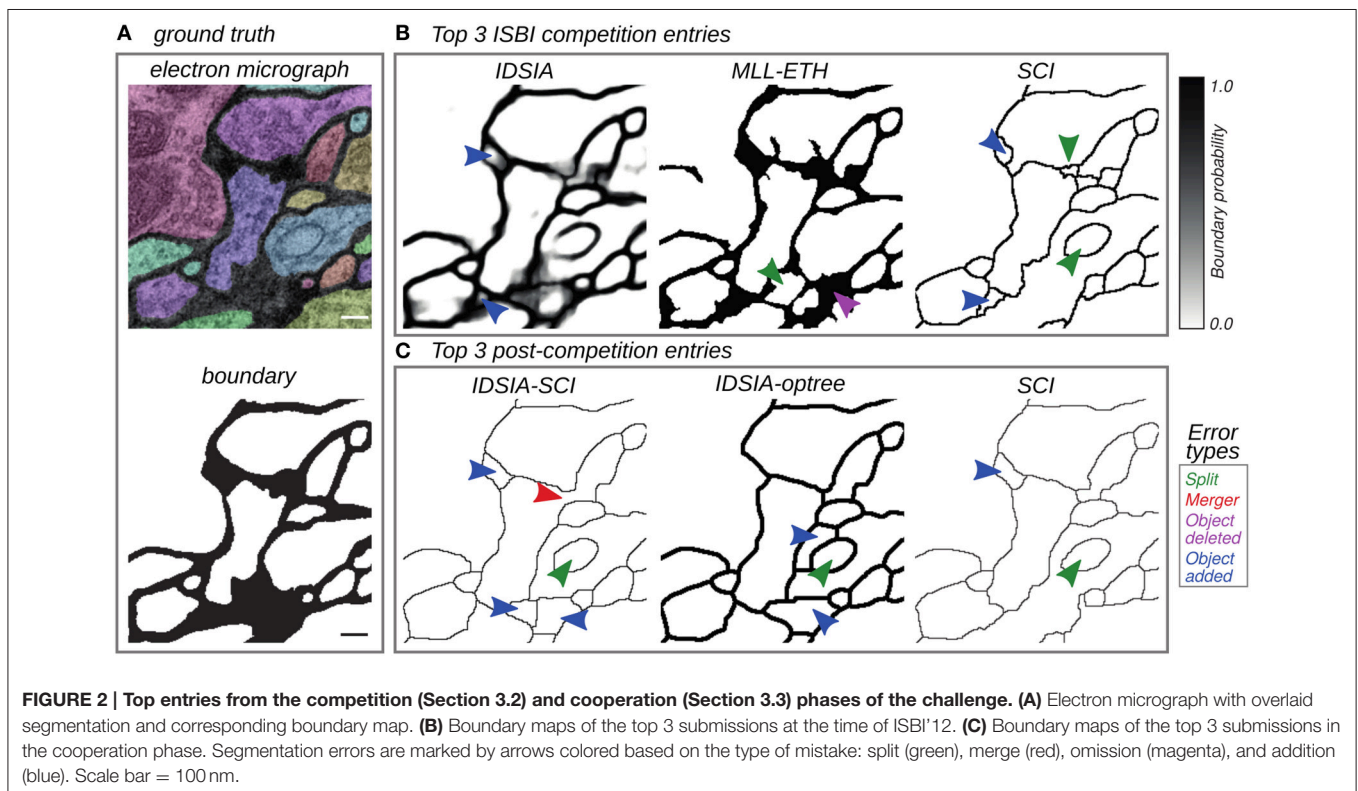 A ground truth
electron micrograph
boundary
B Top 3 ISBI competition entries
IDSIA MLL-ETH SCI
1.0
Boundary probability
0.0
C Top 3 post-competition entries
IDSIA-SCI IDSIA-optree SCI
Error
types
Split
Merger
Object
deleted
Object
added
FIGURE 2 | Top entries from the competition (Section 3.2) and cooperation (Section 3.3) phases of the challenge. (A) Electron micrograph with overlaid
segmentation and corresponding boundary map. (B) Boundary maps of the top 3 submissions at the time of ISBI'12. (C) Boundary maps of the top 3 submissions in
the cooperation phase. Segmentation errors are marked by arrows colored based on the type of mistake: split (green), merge (red), omission (magenta), and addition
(blue). Scale bar = 100 nm.